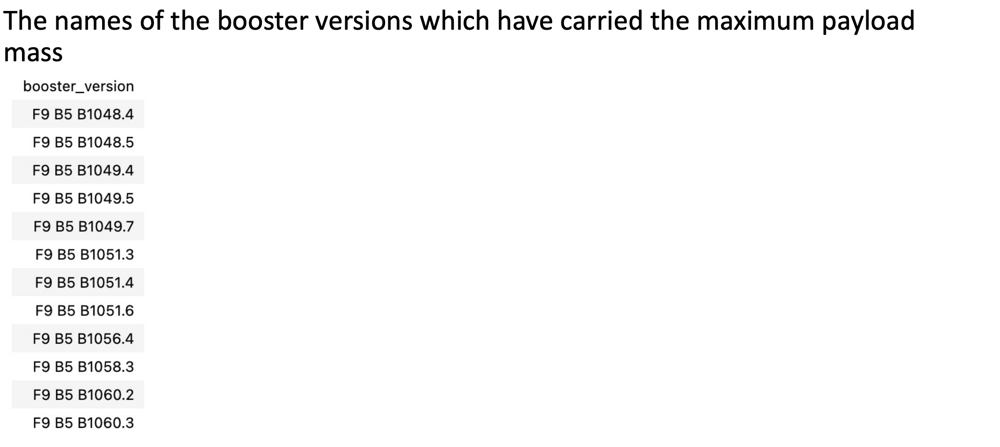 The names of the booster versions which have carried the maximum payload
mass
booster_version
F9 B5 B1048.4
F9 B5 B1048.5
F9 B5 B1049.4
F9 B5 B1049.5
F9 B5 B1049.7
F9 B5 B1051.3
F9 B5 B1051.4
F9 B5 B1051.6
F9 B5 B1056.4
F9 B5 B1058.3
F9 B5 B1060.2
F9 B5 B1060.3